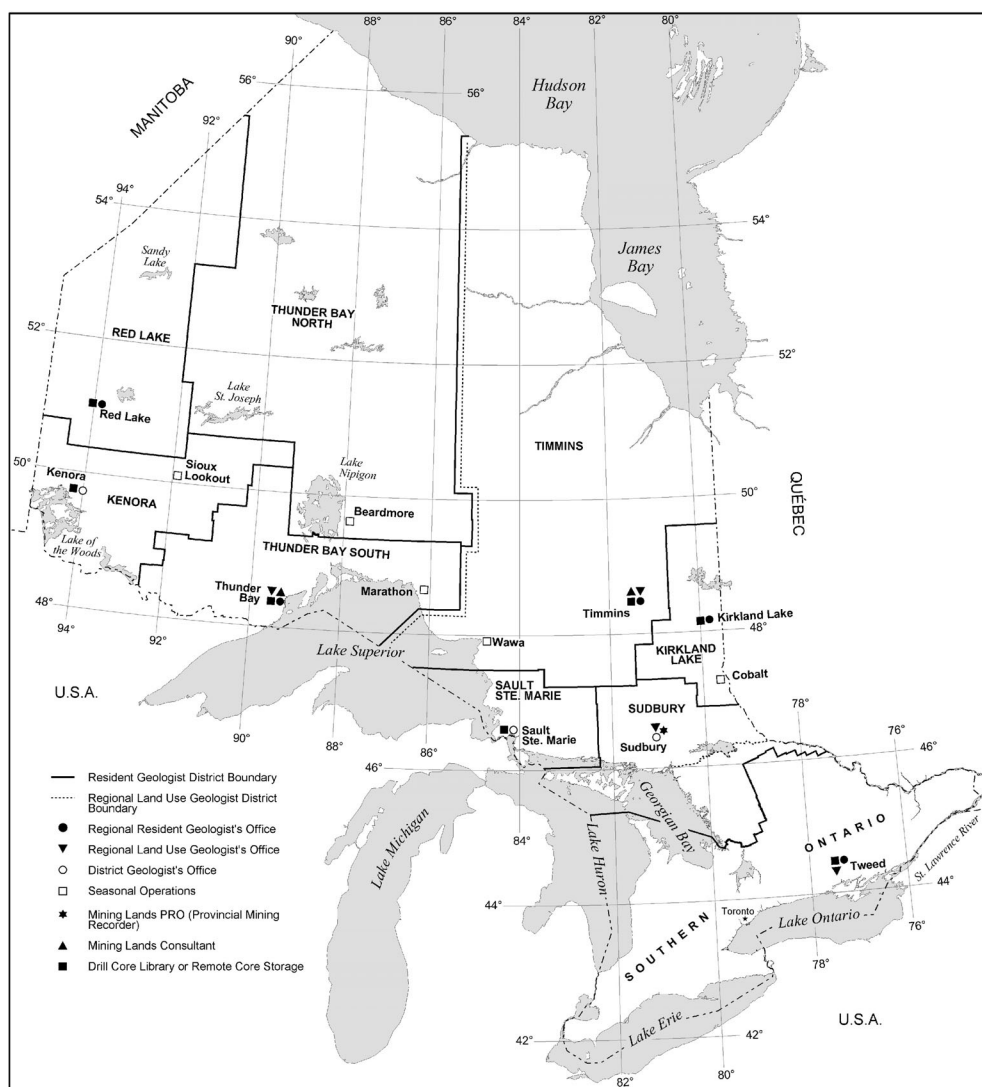 88°
86°
84°
82°
80°
90°
Hudson
Bay
56°
56°
MANITOBA
92°
94°
54°
54°
James
Bay
Sandy
Lake
THUNDER BAY
NORTH
52°
RED LAKE
52°
Lake
St. Joseph
Red Lake
TIMMINS
50°
Sioux
Lookout
Lake
Nipigon
50°
QUÉBEC
Kenora
KENORA
Beardmore
Lake of
the Woods
THUNDER BAY SOUTH
Thunder
Bay
Marathon
Timmins
Kirkland Lake
48°
94°
92°
48°
Wawa
KIRKLAND
LAKE
Lake Superior
Cobalt
U.S.A.
SAULT
STE. MARIE
SUDBURY
78°
76°
90°
88°
86°
Sault
Ste. Marie
Sudbury
46°
46°
Resident Geologist District Boundary
Regional Land Use Geologist District
Boundary
Regional Resident Geologist's Office
Regional Land Use Geologist's Office
District Geologist's Office
Seasonal Operations
Mining Lands PRO (Provincial Mining
Recorder)
Mining Lands Consultant
Drill Core Library or Remote Core Storage
Lake Michigan
84°
Lake Huron
Georgian Bay
SOUTHERN
ONTARIO
St. Lawrence River
Tweed
44°
44°
Toronto
Lake Ontario
76°
78°
U.S.A.
Lake Erie
42°
42°
82°
80°